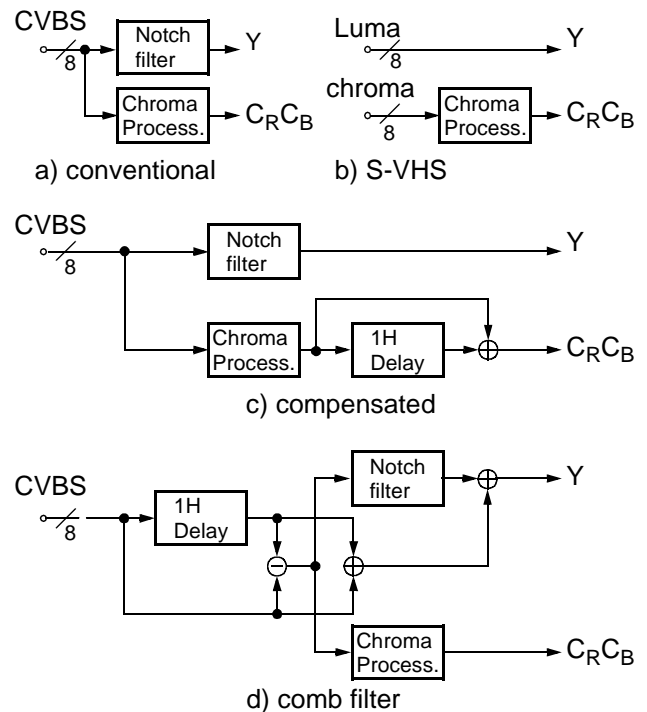 CVBS
8
Notch
filter
Y
Chroma
Process.
CRCB
a) conventional
Luma
8
Y
chroma
8
Chroma
Process.
CRCB
b) S-VHS
CVBS
8
Notch
filter
Y
Chroma
Process.
1H
Delay
CRCB
c) compensated
CVBS
8
1H
Delay
Notch
filter
Y
Chroma
Process.
CRCB
d) comb filter